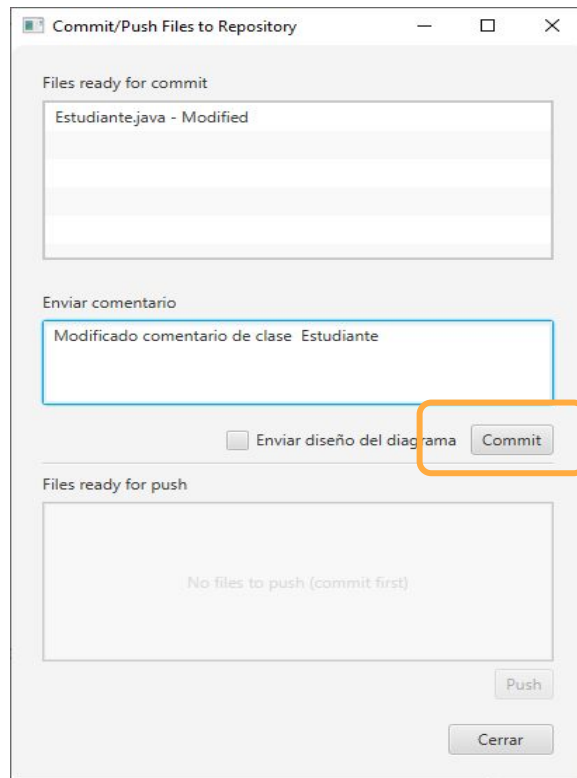 Commit/Push Files to Repository
Files ready for commit
Estudiante.java - Modified
Enviar comentario
Modificado comentario de clase  Estudiante
Enviar diseño del diagrama
Commit
Files ready for push
No files to push (commit first)
Push
Cerrar